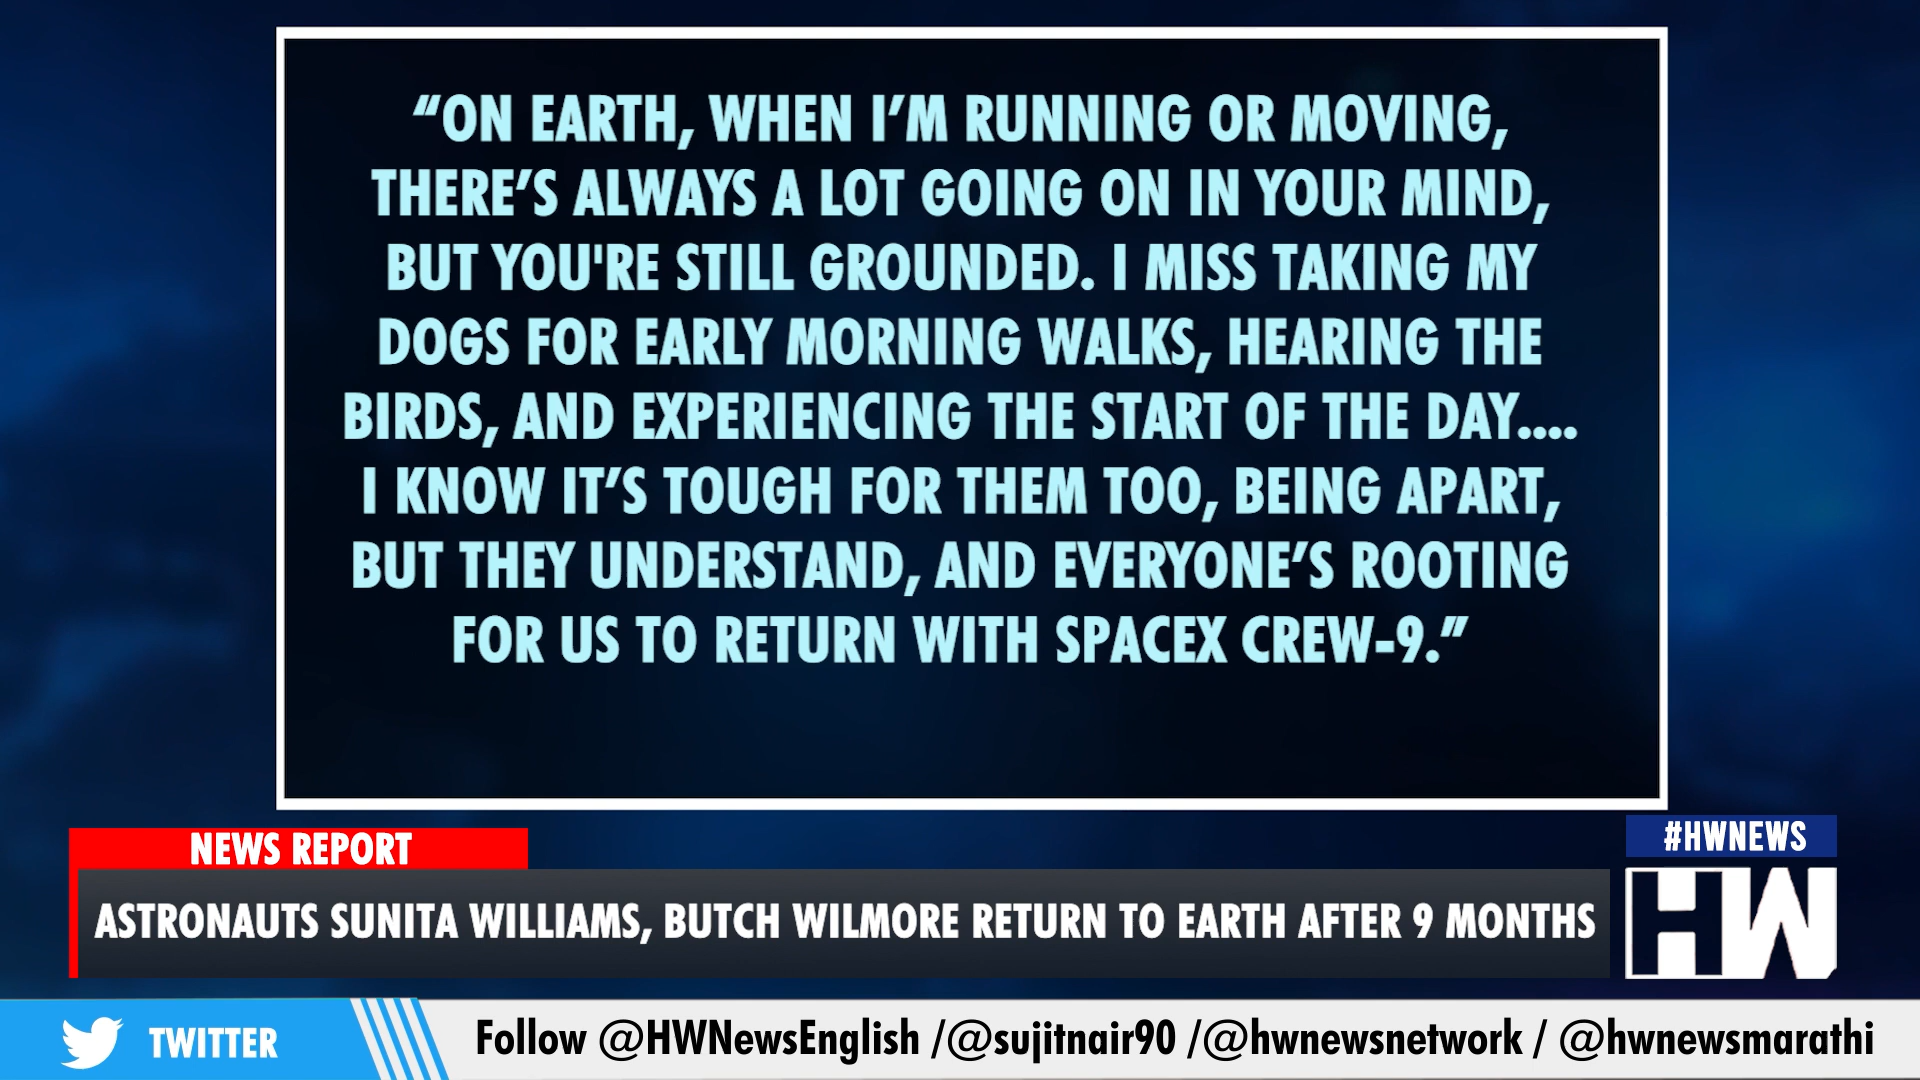 “ON EARTH, WHEN I’M RUNNING OR MOVING,
THERE’S ALWAYS A LOT GOING ON IN YOUR MIND,
BUT YOU'RE STILL GROUNDED. I MISS TAKING MY
DOGS FOR EARLY MORNING WALKS, HEARING THE
BIRDS, AND EXPERIENCING THE START OF THE DAY....
I KNOW IT’S TOUGH FOR THEM TOO, BEING APART,
BUT THEY UNDERSTAND, AND EVERYONE’S ROOTING
FOR US TO RETURN WITH SPACEX CREW-9.”
NEWS REPORT
#HWNEWS
ASTRONAUTS SUNITA WILLIAMS, BUTCH WILMORE RETURN TO EARTH AFTER 9 MONTHS
HW
TWITTER
Follow @HWNewsEnglish /@sujitnair90 /@hwnewsnetwork / @hwnewsmarathi